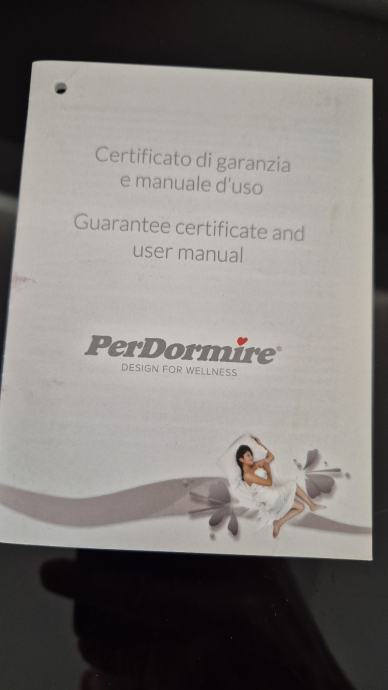 Certificato di garanzia
e manuale d'uso
Guarantee certificate and
user manual
PerDormire®
DESIGN FOR WELLNESS